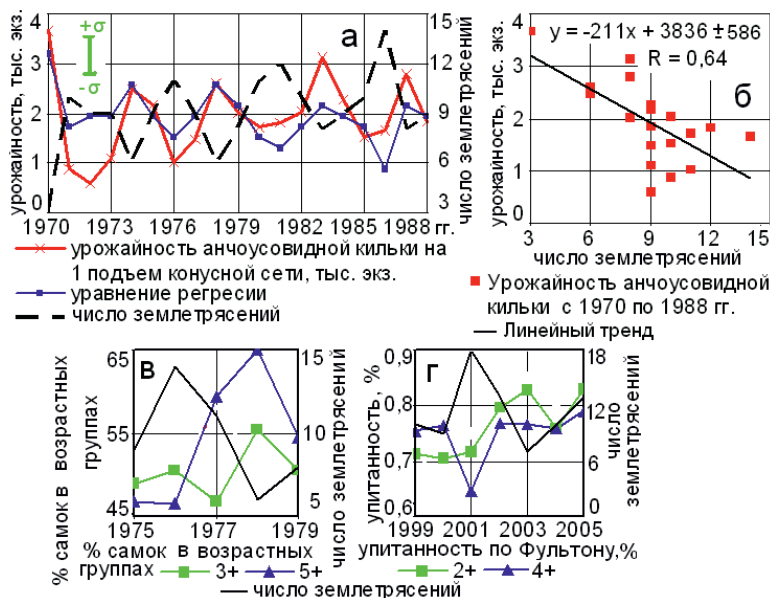 урожайность, тыс. экз.
4
3
2
1
0
+σ
-σ
а
15
12
9
6
3
число землетрясений
1970
1973
1976
1979
1982
1985
1988 гг.
урожайность анчоусовидной кильки на
1 подъем конусной сети, тыс. экз.
уравнение регресии
число землетрясений
урожайность, тыс. экз.
4
3
2
1
0
y = -211x + 3836 ± 586
R = 0,64
б
3
6
9
12
15
число землетрясений
Урожайность анчоусовидной
кильки с 1970 по 1988 гг.
Линейный тренд
% самок в возрастных
группах
65
55
45
в
15
10
5
число
землетрясений
1975
1977
1979
% самок в возрастных
группах
3+
5+
упитанность, %
0,9
0,8
0,7
0,6
г
18
12
6
0
число
землетрясений
1999
2001
2003
2005
упитанность по Фультону,%
2+
4+
число землетрясений